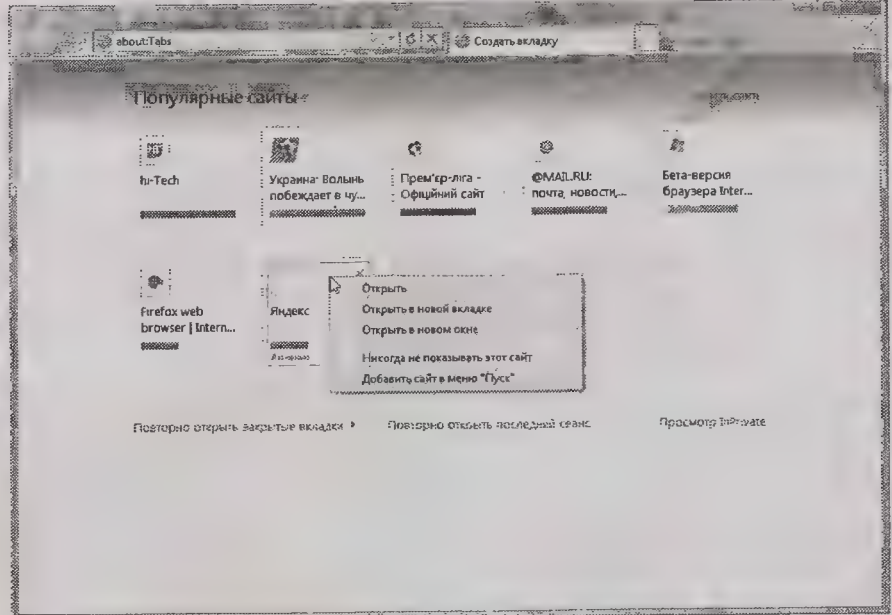 about:Tabs
Создать вкладку
Популярные сайты
hi-Tech
Украина: Волынь
побеждает в чу...
Прем'єр-ліга -
Офіційний сайт
@MAIL.RU:
почта, новости,...
Бета-версия
браузера Inter...
Firefox web
browser | Intern...
Яндекс
Открыть
Открыть в новой вкладке
Открыть в новом окне
Никогда не показывать этот сайт
Добавить сайт в меню "Пуск"
Повторно открыть закрытые вкладки
Повторно открыть последний сеанс
Просмотр InPrivate